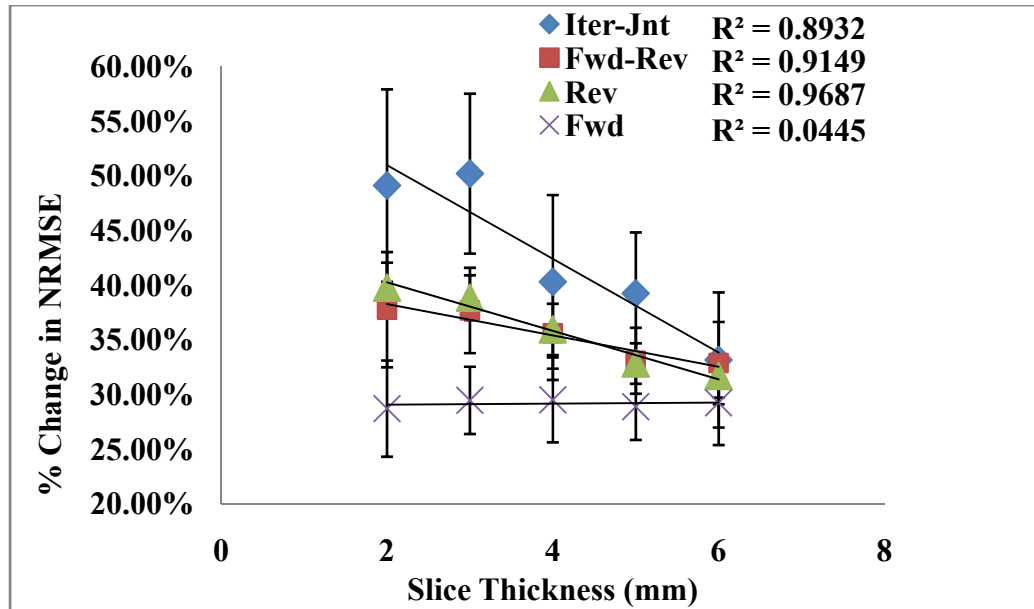 Iter-Jnt R² = 0.8932
Fwd-Rev R² = 0.9149
Rev R² = 0.9687
Fwd R² = 0.0445
60.00%
55.00%
50.00%
45.00%
40.00%
35.00%
30.00%
25.00%
20.00%
% Change in NRMSE
0 2 4 6 8
Slice Thickness (mm)